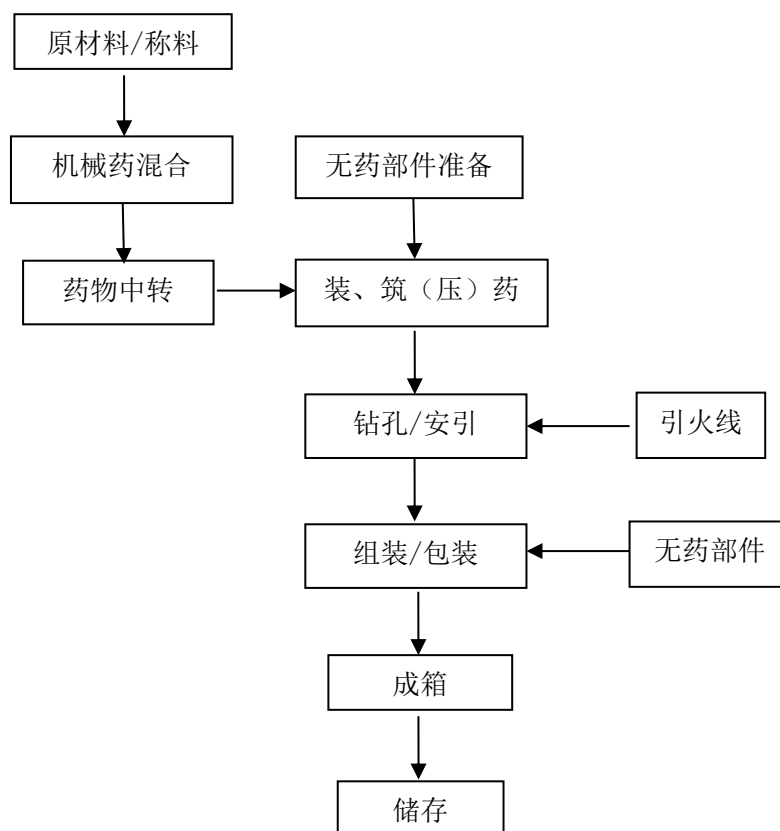 原材料/称料
机械药混合
无药部件准备
药物中转
装、筑（压）药
钻孔/安引
引火线
组装/包装
无药部件
成箱
储存